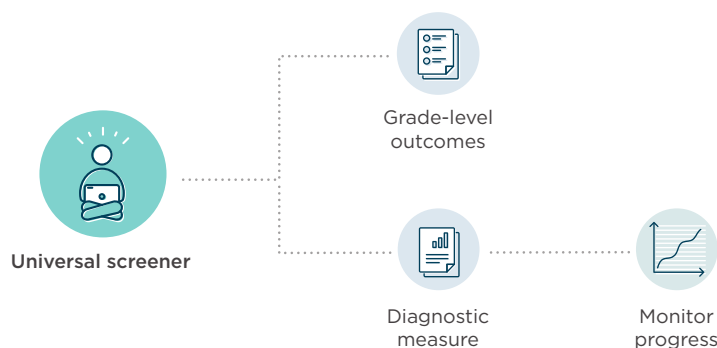 Grade-level
outcomes
Universal screener
Diagnostic
measure
Monitor
progress